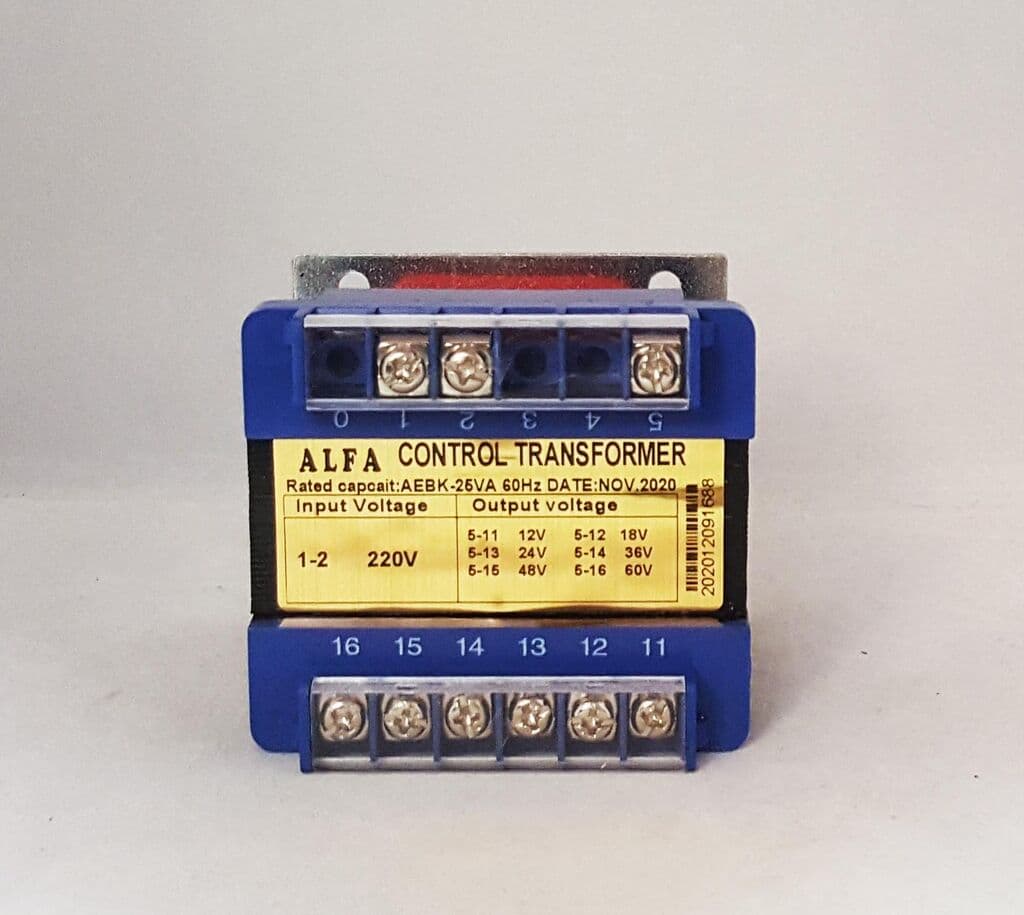 0 1 2 3 4 5
ALFA CONTROL TRANSFORMER
Rated capcait:AEBK-25VA 60Hz DATE:NOV.2020
Input Voltage Output voltage
5-11 12V 5-12 18V
1-2 220V 5-13 24V 5-14 36V
5-15 48V 5-16 60V
202012091688
16 15 14 13 12 11